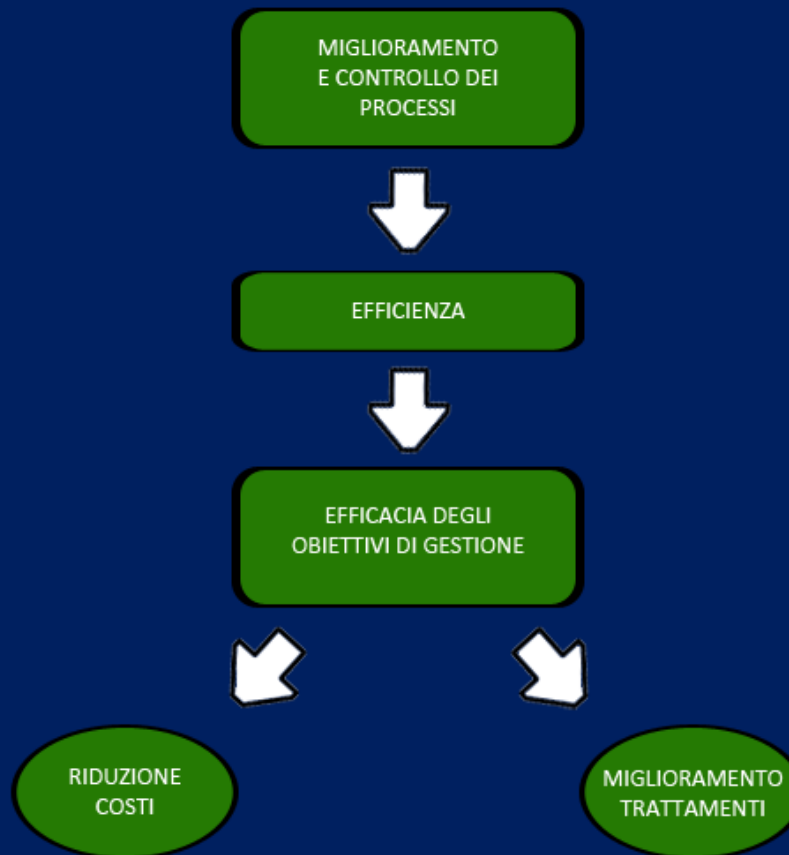 MIGLIORAMENTO
E CONTROLLO DEI
PROCESSI
EFFICIENZA
EFFICACIA DEGLI
OBIETTIVI DI GESTIONE
RIDUZIONE
COSTI
MIGLIORAMENTO
TRATTAMENTI